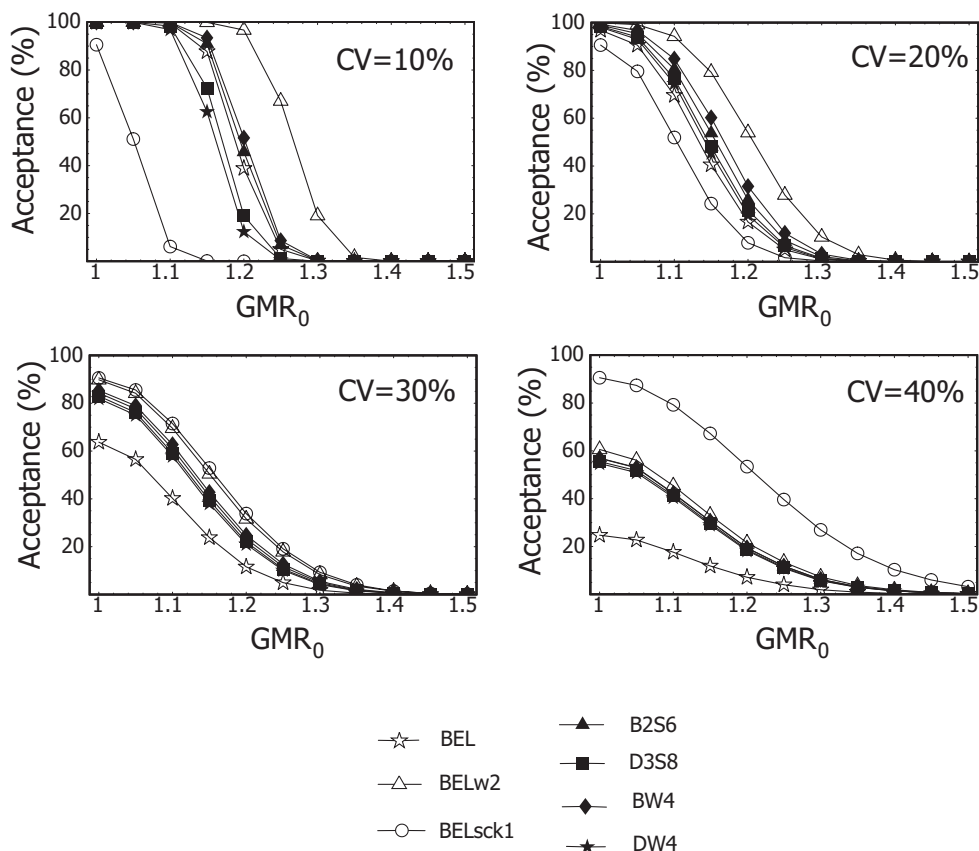 100
80
60
40
20
Acceptance (%)
CV=10%
1 1.1 1.2 1.3 1.4 1.5
GMR0
100
80
60
40
20
Acceptance (%)
CV=20%
1 1.1 1.2 1.3 1.4 1.5
GMR0
100
80
60
40
20
Acceptance (%)
CV=30%
1 1.1 1.2 1.3 1.4 1.5
GMR0
100
80
60
40
20
Acceptance (%)
CV=40%
1 1.1 1.2 1.3 1.4 1.5
GMR0
BEL
BELw2
BELsck1
B2S6
D3S8
BW4
DW4